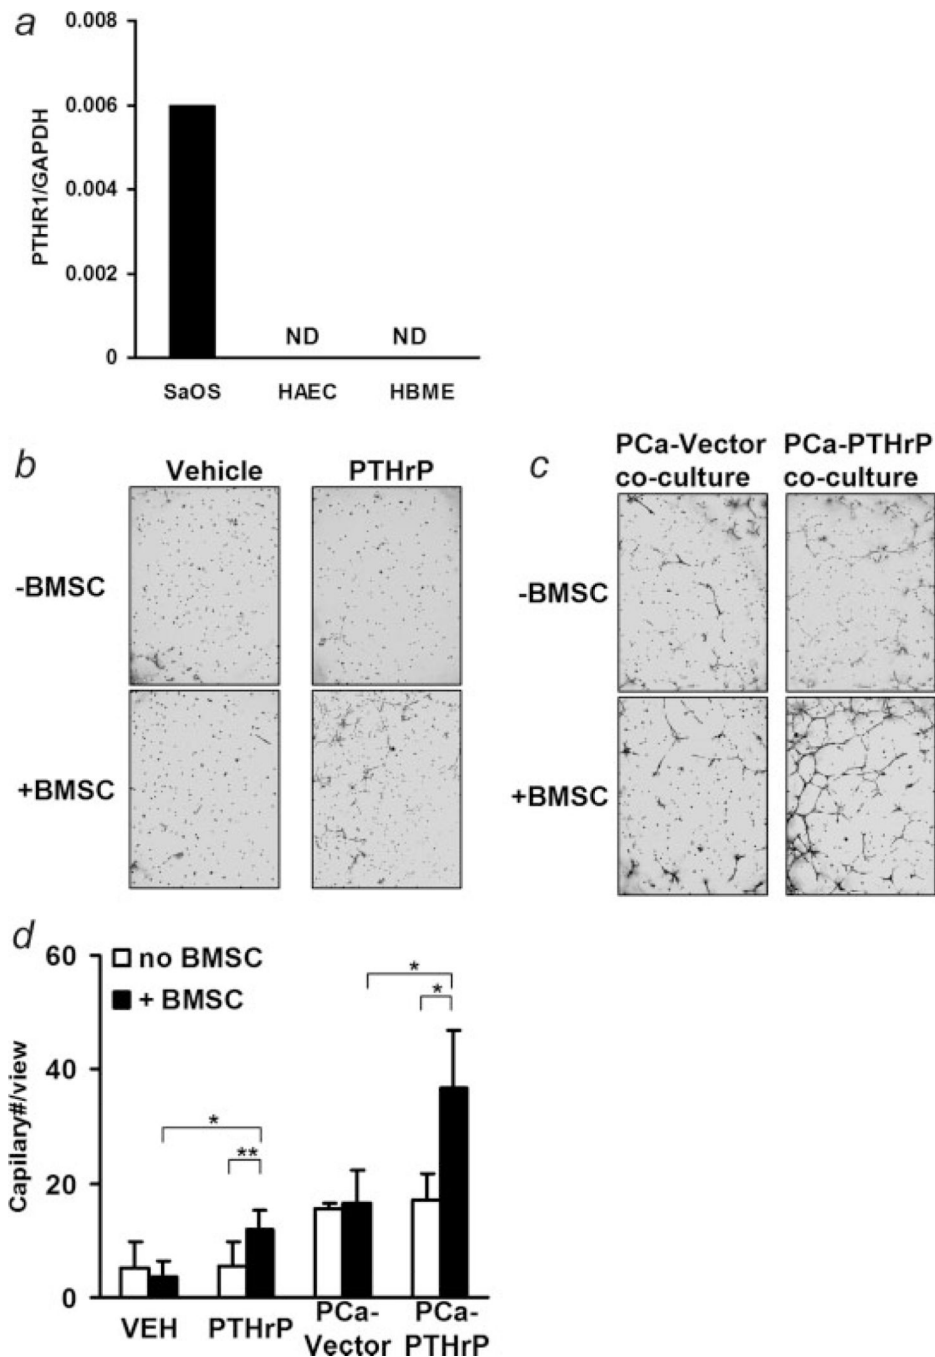 a
0.008
0.006
0.004
0.002
0
PTHR1/GAPDH
ND
ND
SaOS
HAEC
HBME
b
Vehicle
PTHrP
-BMSC
+BMSC
c
PCa-Vector
co-culture
PCa-PTHrP
co-culture
-BMSC
+BMSC
d
60
40
20
0
Capilary#/view
no BMSC
+ BMSC
*
**
*
*
VEH
PTHrP
PCa-
Vector
PCa-
PTHrP